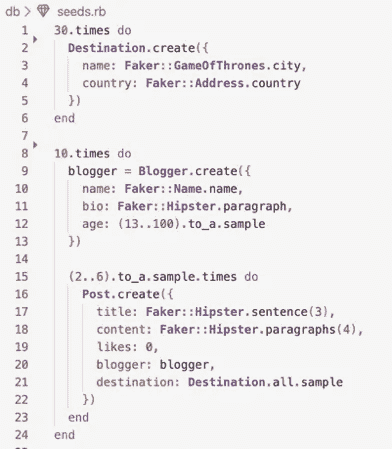 db > seeds.rb
1 30.times do
2 Destination.create({
3 name: Faker::GameOfThrones.city,
4 country: Faker::Address.country
5 })
6 end
7
8 10.times do
9 blogger = Blogger.create({
10 name: Faker::Name.name,
11 bio: Faker::Hipster.paragraph,
12 age: (13..100).to_a.sample
13 })
14
15 (2..6).to_a.sample.times do
16 Post.create({
17 title: Faker::Hipster.sentence(3),
18 content: Faker::Hipster.paragraphs(4),
19 likes: 0,
20 blogger: blogger,
21 destination: Destination.all.sample
22 })
23 end
24 end